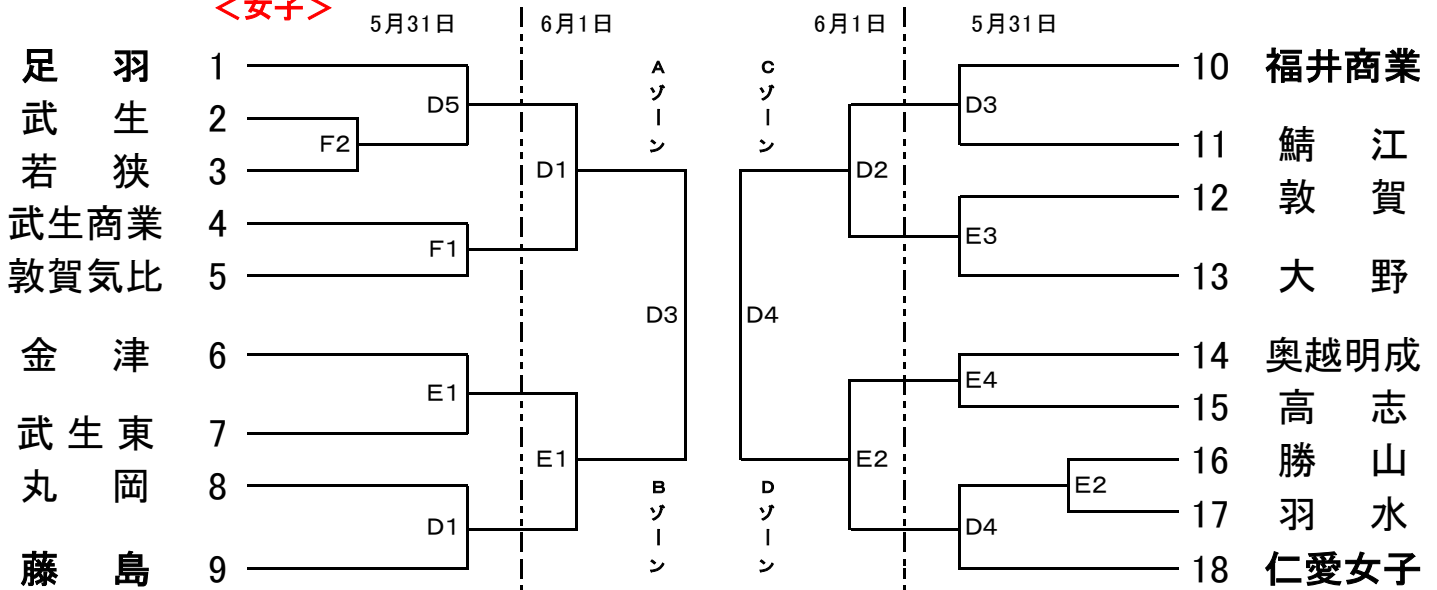 ＜女子＞
5月31日 6月1日 6月1日 5月31日
足羽 1
武生 2
若狭 3
武生商業 4
敦賀気比 5
金津 6
武生東 7
丸岡 8
藤島 9
D5
F2
F1
E1
D1
D1
E1
D3
Aゾーン
Bゾーン
Cゾーン
Dゾーン
D4
D2
E2
D3
E3
E4
E2
D4
10 福井商業
11 鯖江
12 敦賀
13 大野
14 奥越明成
15 高志
16 勝山
17 羽水
18 仁愛女子